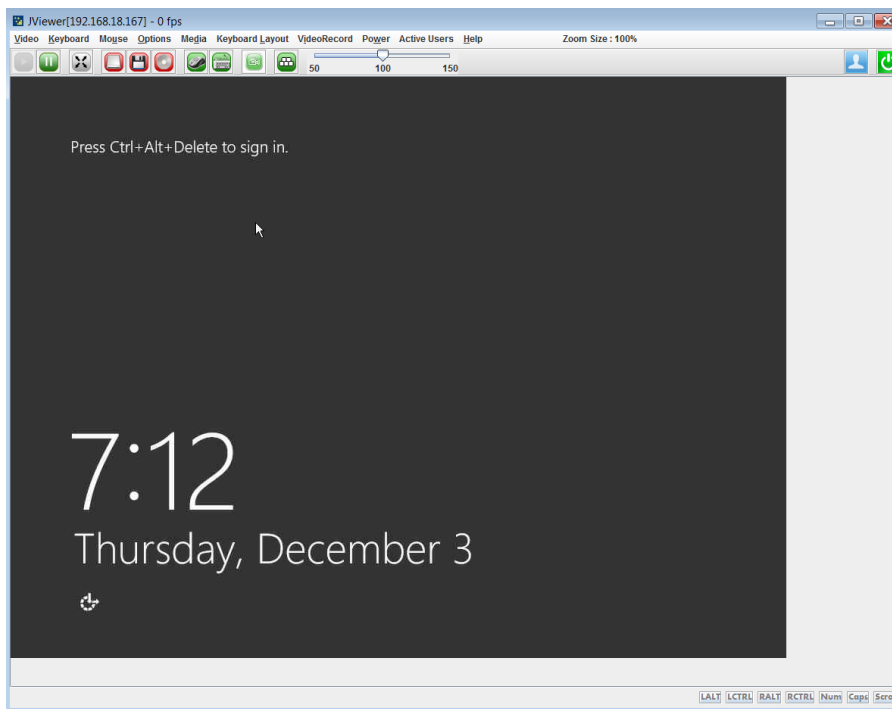 JViewer[192.168.18.167] - 0 fps
Video Keyboard Mouse Options Media Keyboard Layout VideoRecord Power Active Users Help Zoom Size : 100%
50 100 150
Press Ctrl+Alt+Delete to sign in.
7:12
Thursday, December 3
LALT LCTRL RALT RCTRL Num Caps Scro